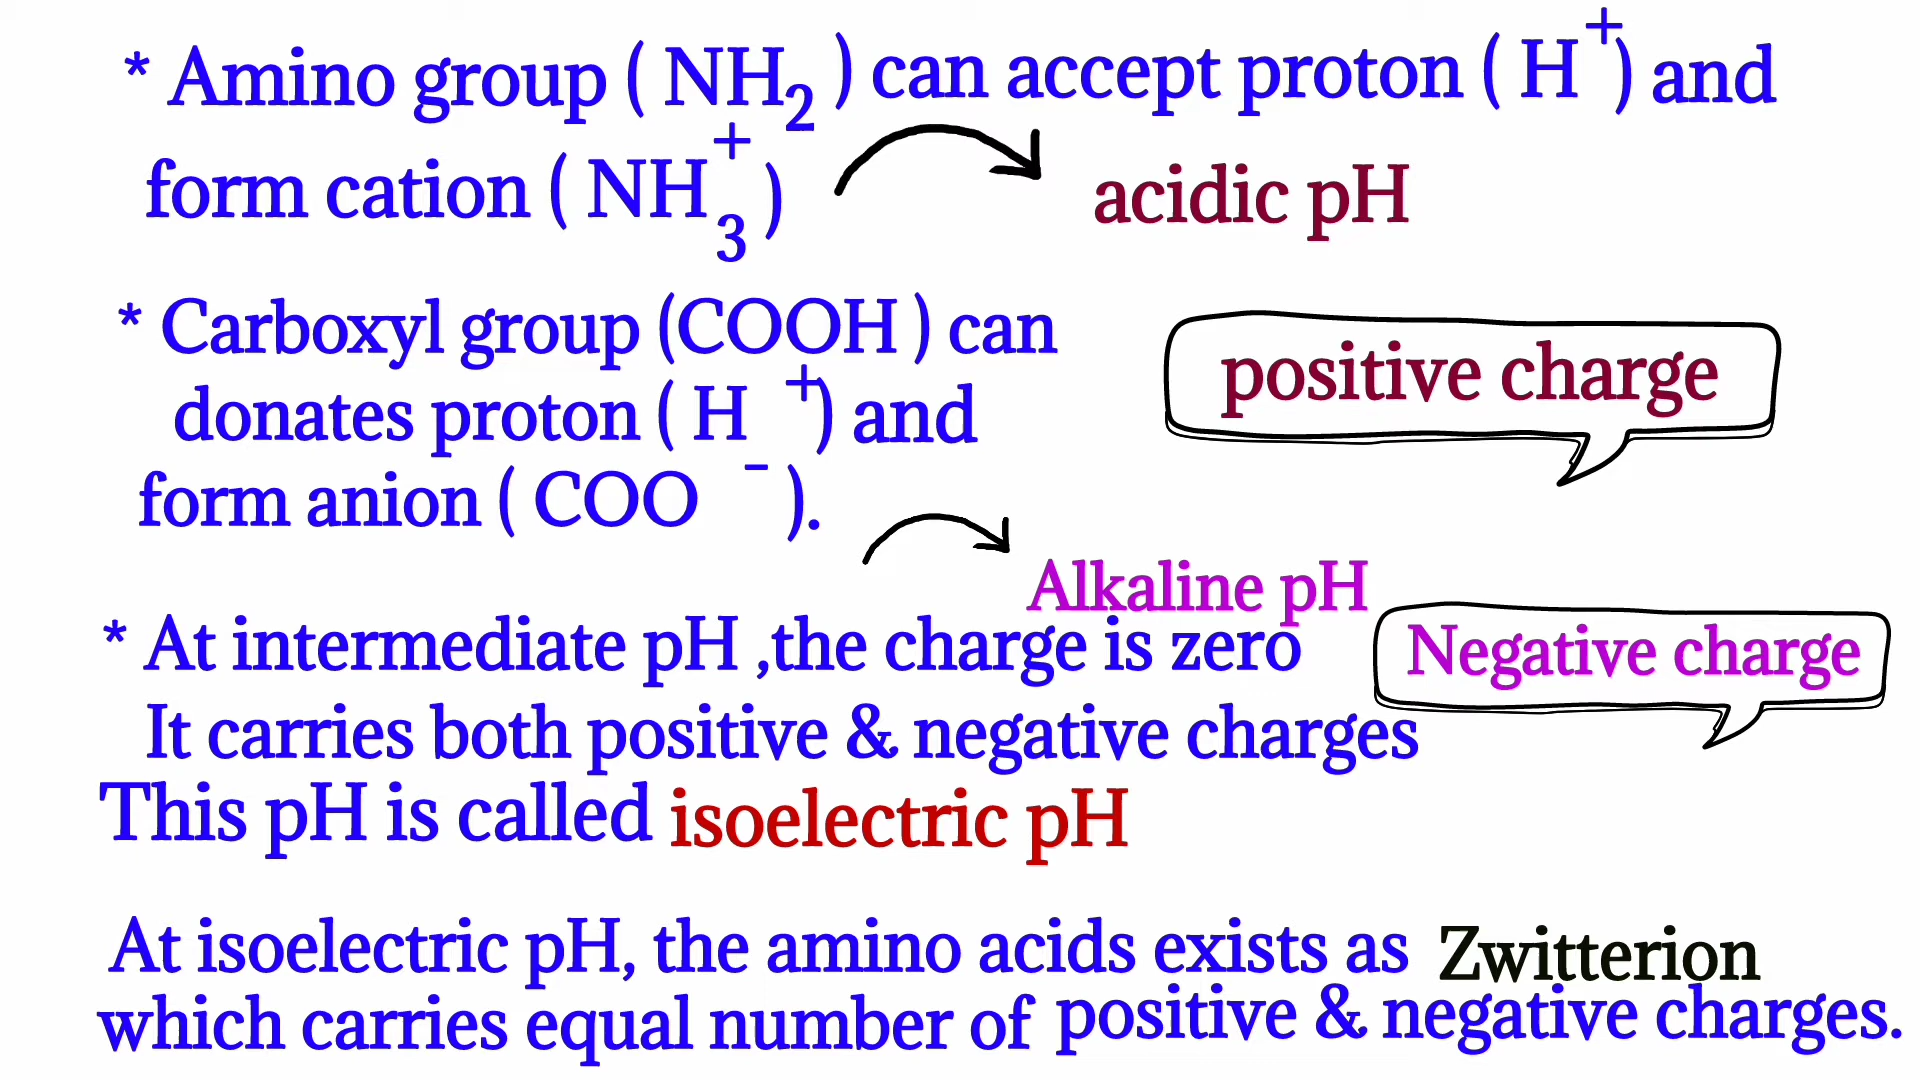 * Amino group ( NH₂ ) can accept proton ( H⁺ ) and
form cation ( NH₃⁺ )
acidic pH
* Carboxyl group (COOH ) can
donates proton ( H ⁺) and
form anion ( COO ⁻ ).
positive charge
Alkaline pH
* At intermediate pH ,the charge is zero
Negative charge
It carries both positive & negative charges
This pH is called isoelectric pH
At isoelectric pH, the amino acids exists as Zwitterion
which carries equal number of positive & negative charges.